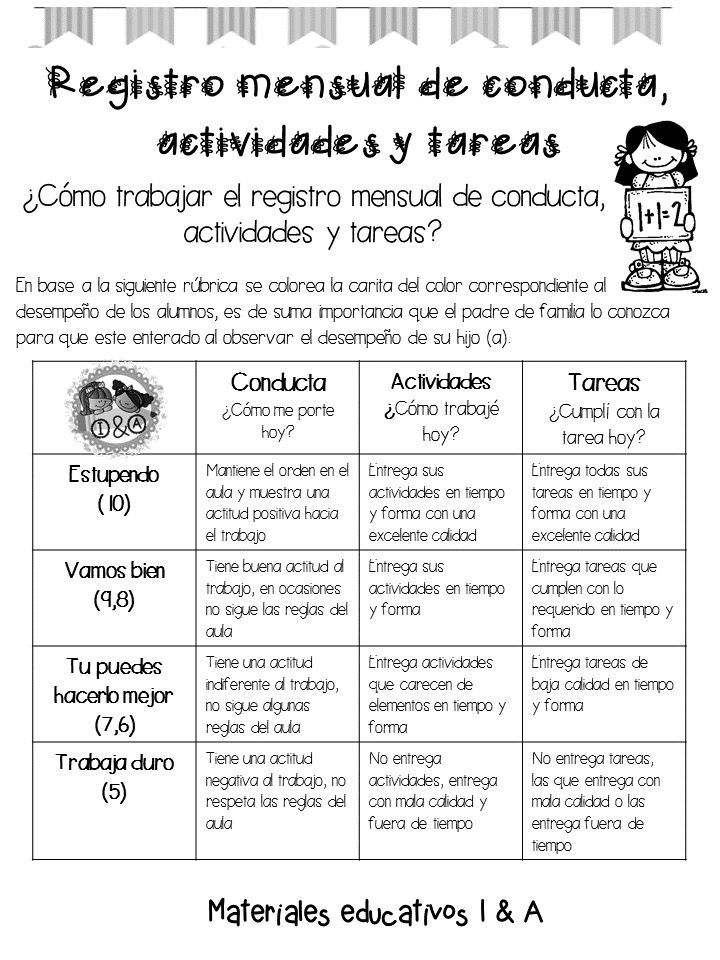 Registro mensual de conducta,
actividades y tareas
¿Cómo trabajar el registro mensual de conducta,
actividades y tareas?
1+1=2
En base a la siguiente rúbrica se colorea la carita del color correspondiente al
desempeño de los alumnos, es de suma importancia que el padre de familia lo conozca
para que este enterado al observar el desempeño de su hijo (a).
I & A
Conducta
¿Cómo me porte
hoy?
Actividades
¿Cómo trabajé
hoy?
Tareas
¿Cumplí con la
tarea hoy?
Estupendo
(10)
Mantiene el orden en el
aula y muestra una
actitud positiva hacia
el trabajo
Entrega sus
actividades en tiempo
y forma con una
excelente calidad
Entrega todas sus
tareas en tiempo y
forma con una
excelente calidad
Vamos bien
(9,8)
Tiene buena actitud al
trabajo, en ocasiones
no sigue las reglas del
aula
Entrega sus
actividades en tiempo
y forma
Entrega tareas que
cumplen con lo
requerido en tiempo y
forma
Tu puedes
hacerlo mejor
(7,6)
Tiene una actitud
indiferente al trabajo,
no sigue algunas
reglas del aula
Entrega actividades
que carecen de
elementos en tiempo y
forma
Entrega tareas de
baja calidad en tiempo
y forma
Trabaja duro
(5)
Tiene una actitud
negativa al trabajo, no
respeta las reglas del
aula
No entrega
actividades, entrega
con mala calidad y
fuera de tiempo
No entrega tareas,
las que entrega con
mala calidad o las
entrega fuera de
tiempo
Materiales educativos I & A